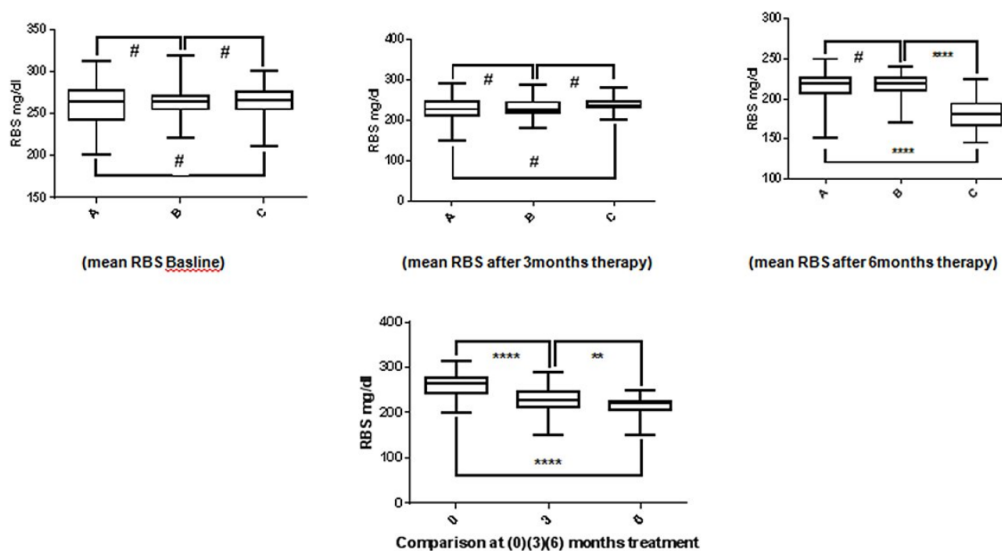 350
300
250
200
150
RBS mg/dl
#
#
#
A
B
C
(mean RBS Basline)
400
300
200
100
0
RBS mg/dl
#
#
#
A
B
C
(mean RBS after 3months therapy)
300
250
200
150
100
RBS mg/dl
#
****
****
A
B
C
(mean RBS after 6months therapy)
400
300
200
100
0
RBS mg/dl
****
**
****
0
3
6
Comparison at (0)(3)(6) months treatment